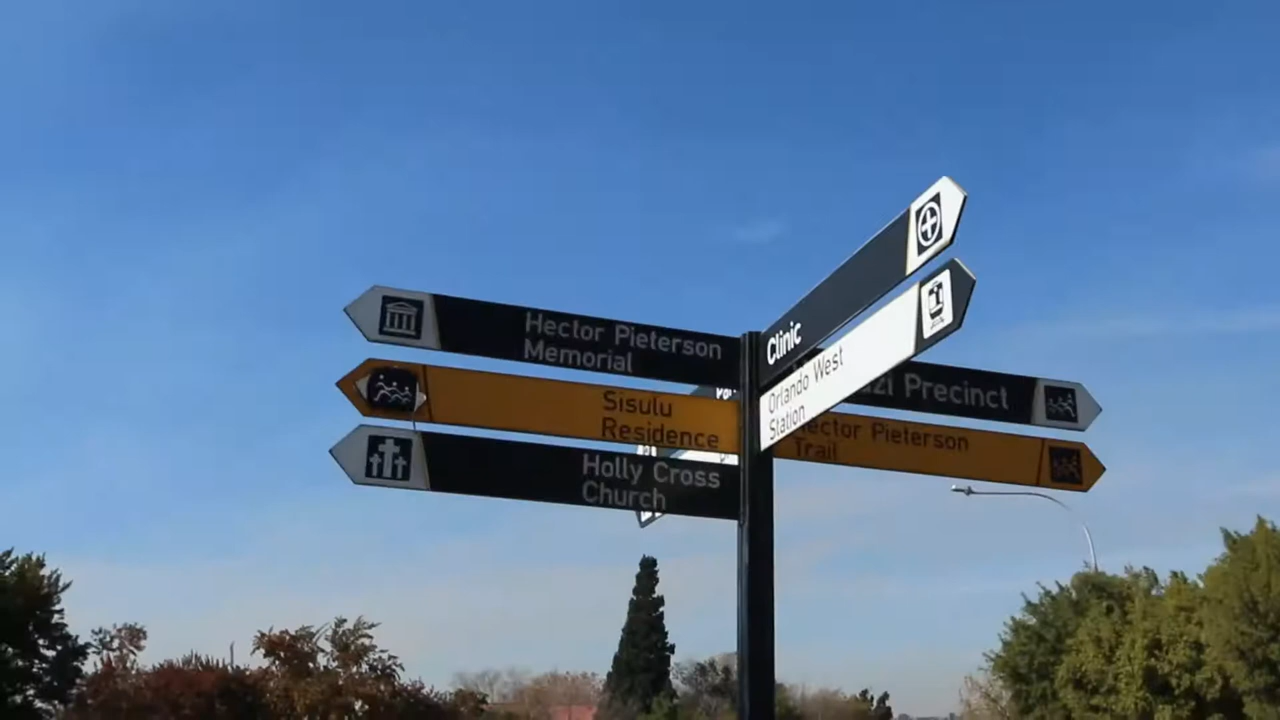 Hector Pieterson
Memorial
Sisulu
Residence
Holly Cross
Church
Clinic
Orlando West
Station
Precinct
Hector Pieterson
Trail